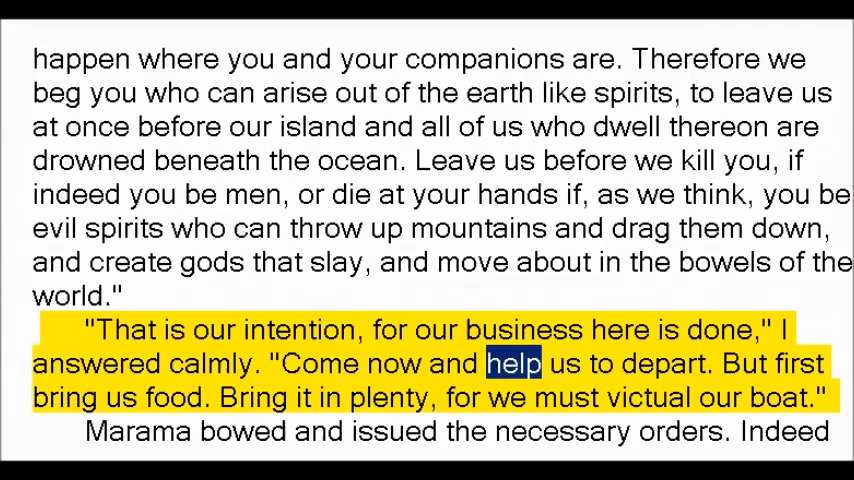 happen where you and your companions are. Therefore we
beg you who can arise out of the earth like spirits, to leave us
at once before our island and all of us who dwell thereon are
drowned beneath the ocean. Leave us before we kill you, if
indeed you be men, or die at your hands if, as we think, you be
evil spirits who can throw up mountains and drag them down,
and create gods that slay, and move about in the bowels of the
world."
"That is our intention, for our business here is done," I
answered calmly. "Come now and help us to depart. But first
bring us food. Bring it in plenty, for we must victual our boat."
Marama bowed and issued the necessary orders. Indeed